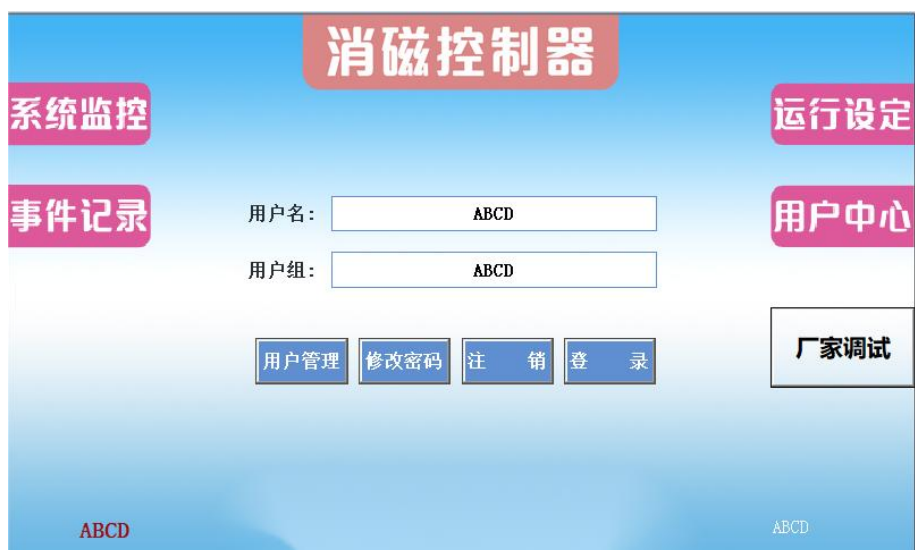 消磁控制器
系统监控
运行设定
事件记录
用户名： ABCD
用户中心
用户组： ABCD
厂家调试
用户管理 修改密码 注 销 登 录
ABCD
ABCD